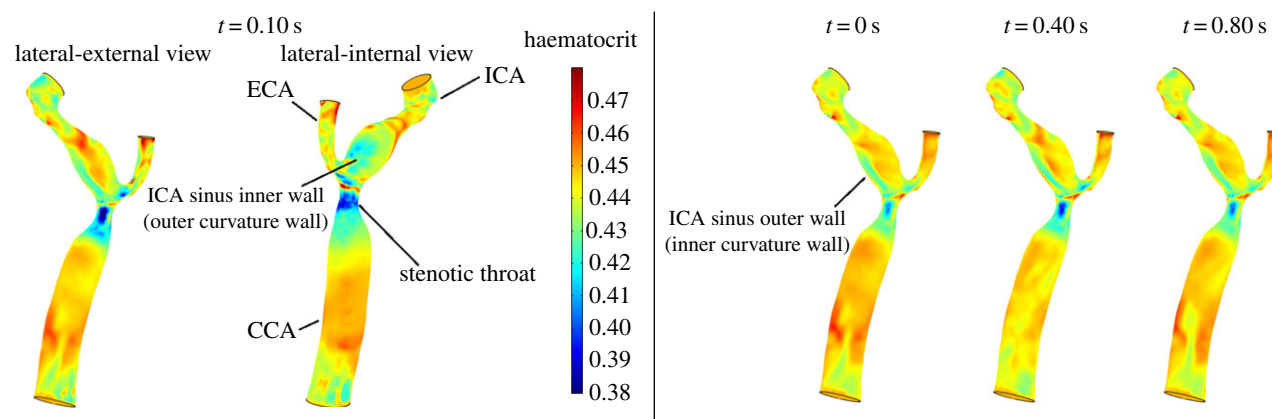 t = 0.10 s
lateral-external view
lateral-internal view
haematocrit
ECA
ICA
ICA sinus inner wall
(outer curvature wall)
stenotic throat
CCA
0.47
0.46
0.45
0.44
0.43
0.42
0.41
0.40
0.39
0.38
t = 0 s
t = 0.40 s
t = 0.80 s
ICA sinus outer wall
(inner curvature wall)